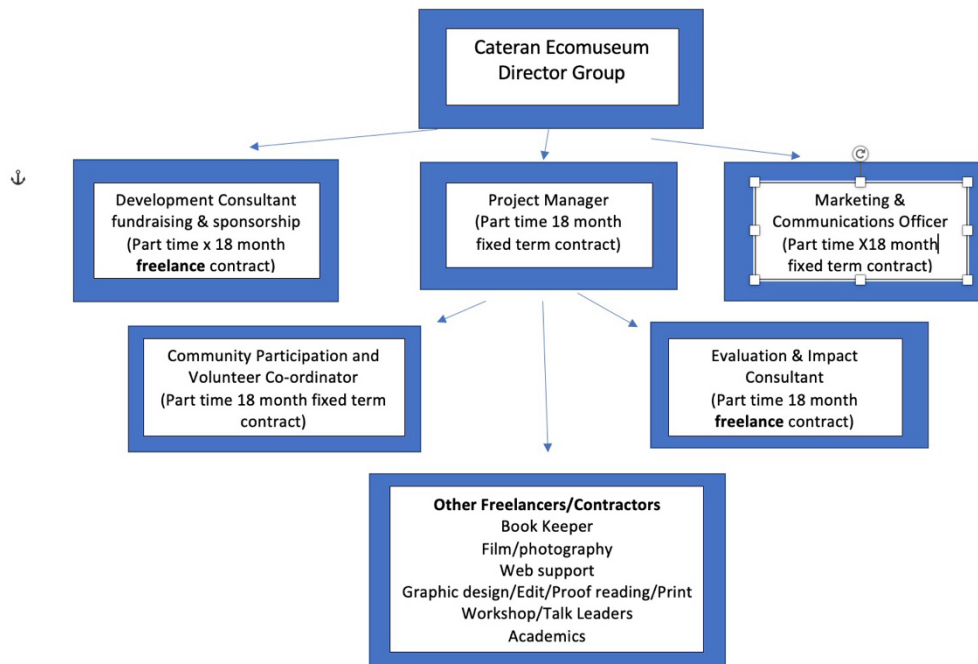 Cateran Ecomuseum
Director Group
Development Consultant
fundraising & sponsorship
(Part time x 18 month
freelance contract)
Project Manager
(Part time 18 month
fixed term contract)
Marketing &
Communications Officer
(Part time X18 month
fixed term contract)
Community Participation and
Volunteer Co-ordinator
(Part time 18 month fixed term
contract)
Evaluation & Impact
Consultant
(Part time 18 month
freelance contract)
Other Freelancers/Contractors
Book Keeper
Film/photography
Web support
Graphic design/Edit/Proof reading/Print
Workshop/Talk Leaders
Academics